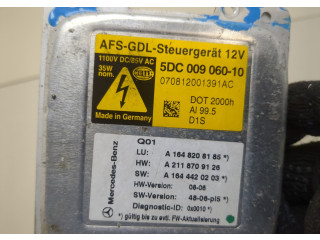 AFS-GDL-Steuergerät 12V
1100V DC/85V AC
35W nom.
HELLA
5DC 009 060-10
070812001391AC
DOT 2000h
Al 99.5
D1S
Made in Germany
Q01
LU: A 164 820 81 85 *)
HW: A 211 870 91 26
SW: A 164 442 02 03 *)
HW-Version: 08-06
SW-Version: 48-06-pl5 *)
Diagnostic-ID: 0x0010 *)
*) gültig bis zu evtl. FW-Aktualisierung
Mercedes-Benz